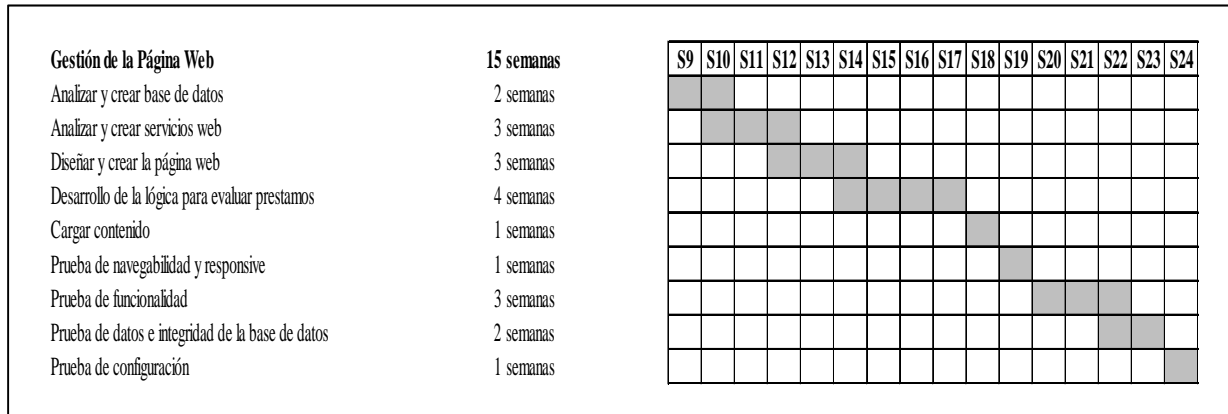 Gestión de la Página Web 15 semanas S9 S10 S11 S12 S13 S14 S15 S16 S17 S18 S19 S20 S21 S22 S23 S24
Analizar y crear base de datos 2 semanas
Analizar y crear servicios web 3 semanas
Diseñar y crear la página web 3 semanas
Desarrollo de la lógica para evaluar prestamos 4 semanas
Cargar contenido 1 semanas
Prueba de navegabilidad y responsive 1 semanas
Prueba de funcionalidad 3 semanas
Prueba de datos e integridad de la base de datos 2 semanas
Prueba de configuración 1 semanas